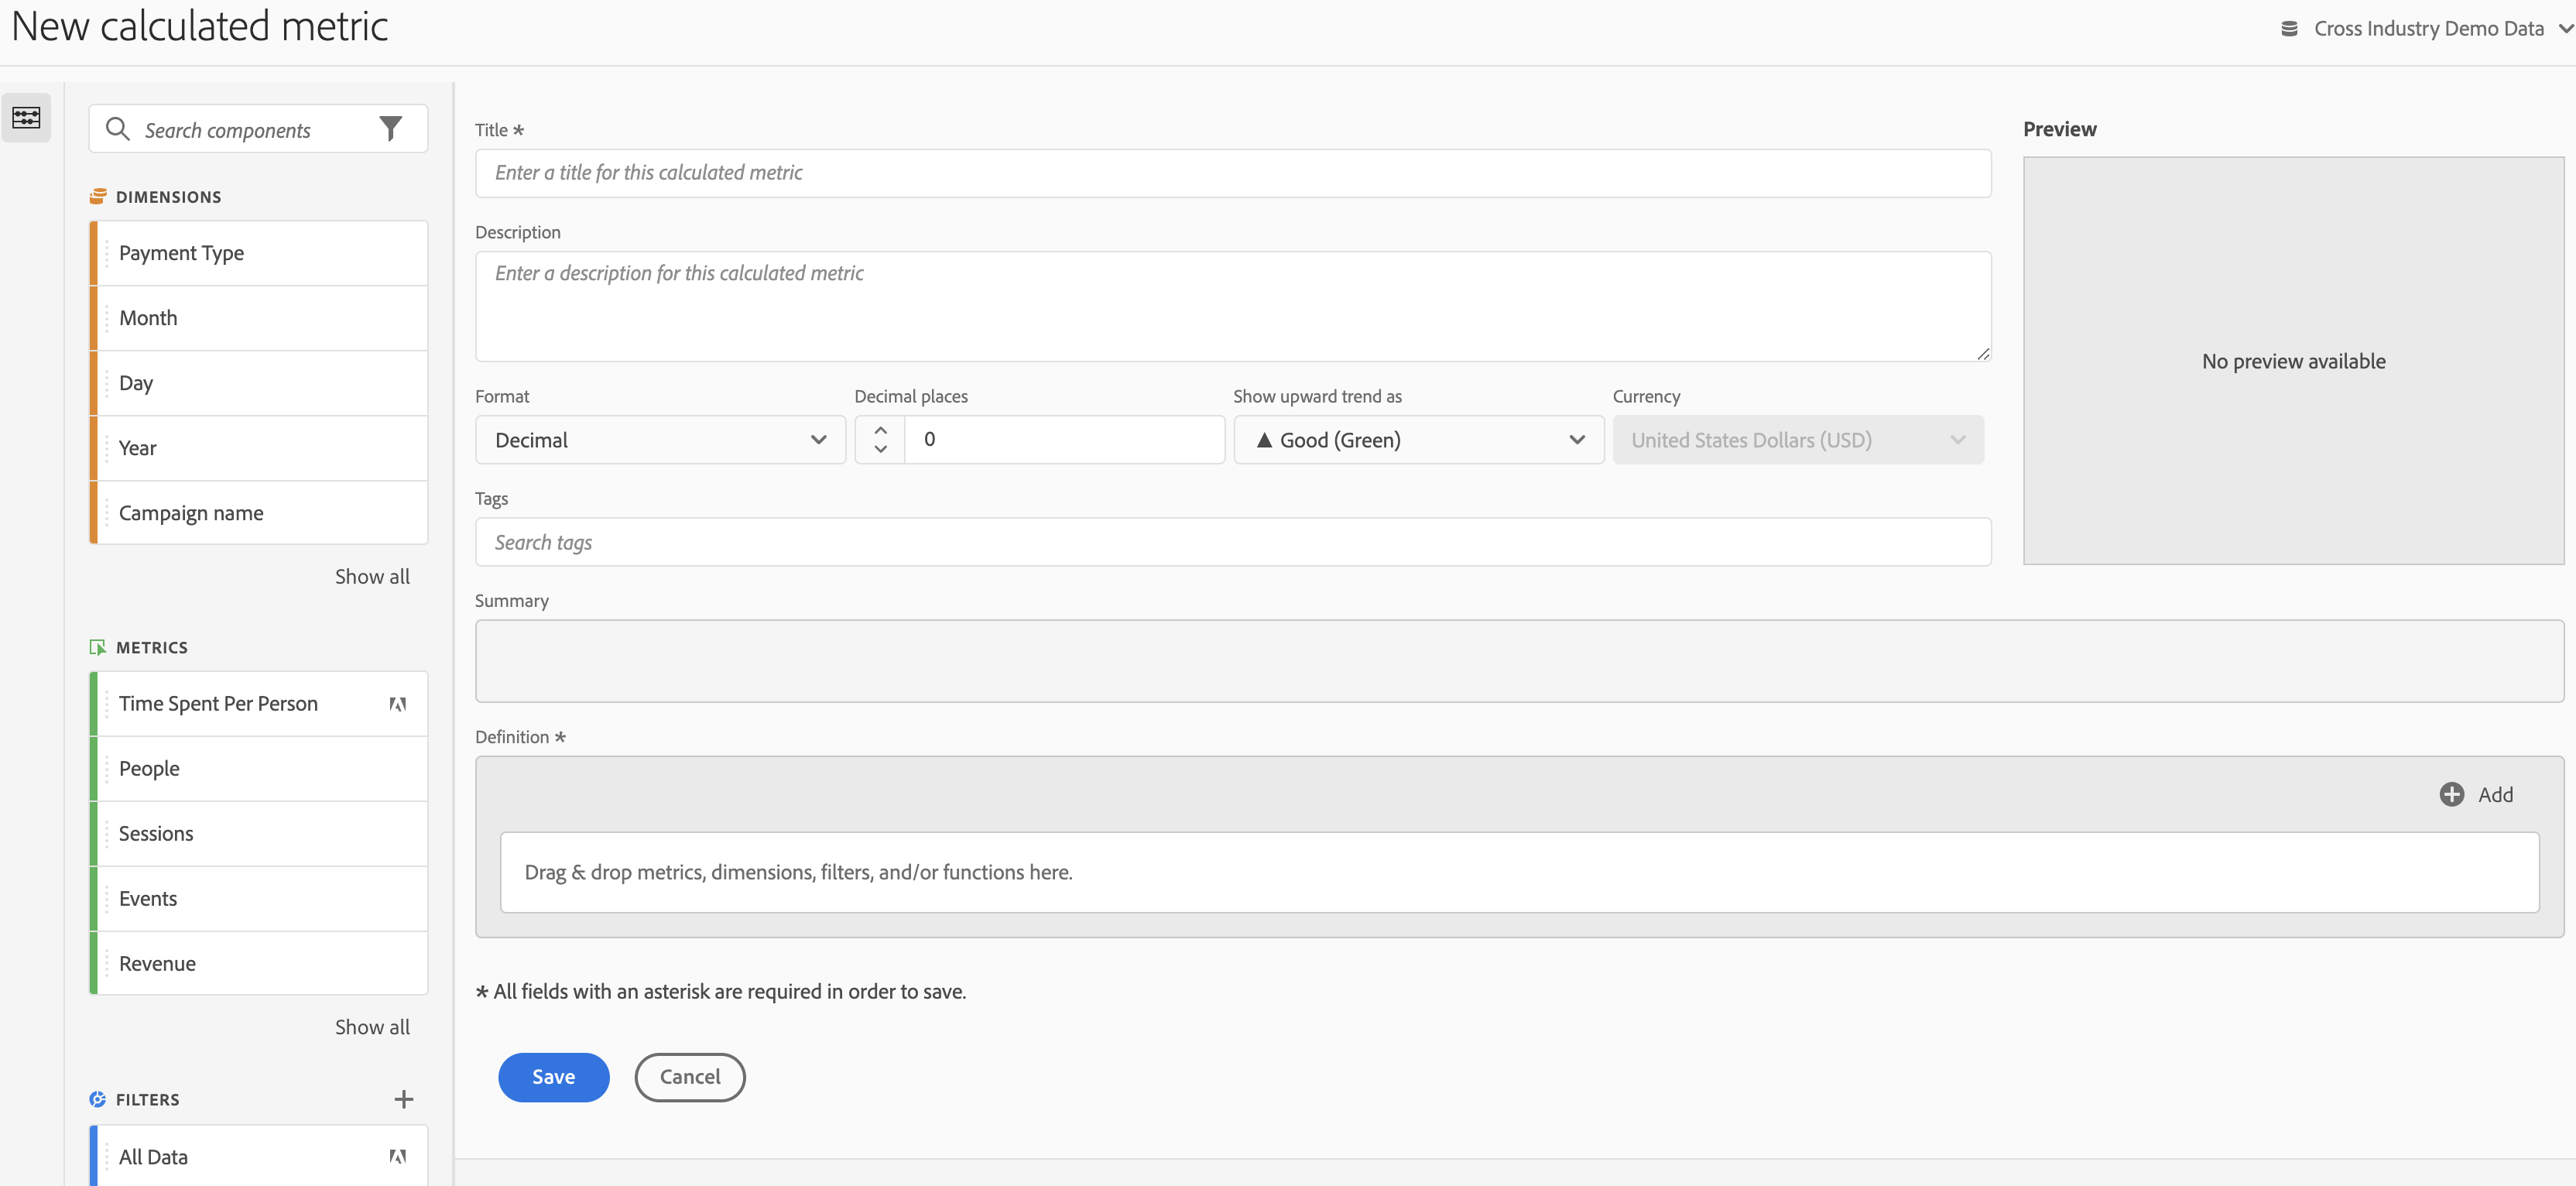 New calculated metric
Cross Industry Demo Data
Search components
DIMENSIONS
Payment Type
Month
Day
Year
Campaign name
Show all
METRICS
Time Spent Per Person
People
Sessions
Events
Revenue
Show all
FILTERS
All Data
Title *
Enter a title for this calculated metric
Description
Enter a description for this calculated metric
Format
Decimal
Decimal places
0
Show upward trend as
▲ Good (Green)
Currency
United States Dollars (USD)
Tags
Search tags
Preview
No preview available
Summary
Definition *
Add
Drag & drop metrics, dimensions, filters, and/or functions here.
* All fields with an asterisk are required in order to save.
Save
Cancel